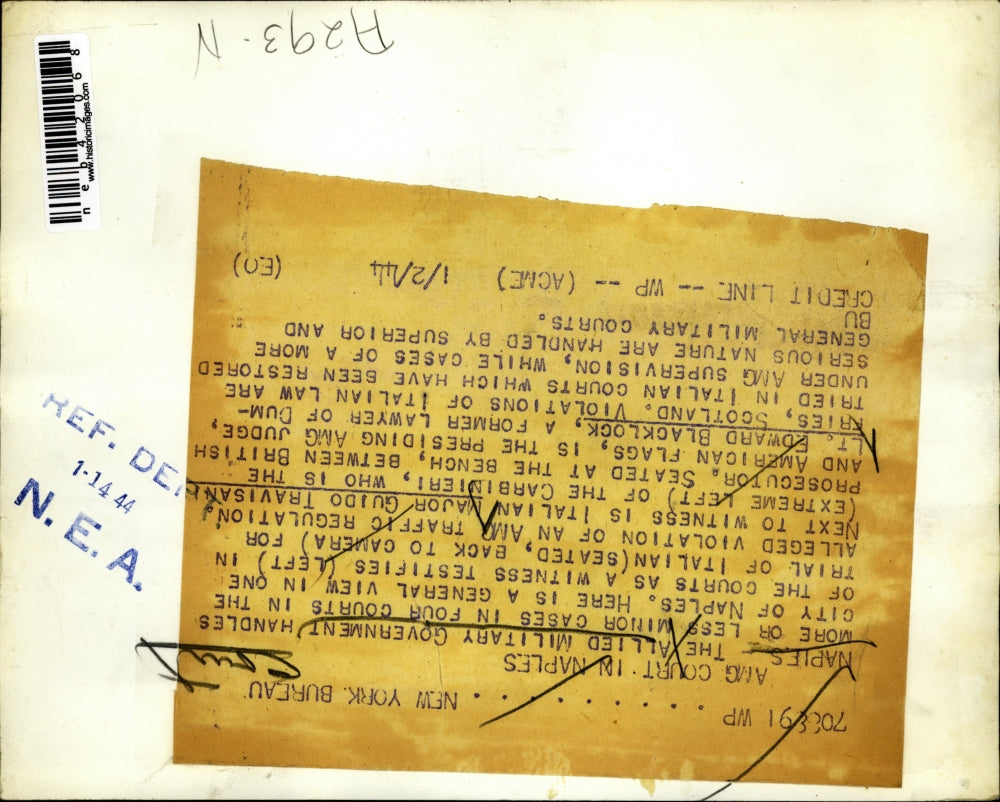 A293-N
neb42068
www.historicimages.com
REF. DE
1-14 44
N. E. A.
NEW YORK BUREAU
AMG COURT IN NAPLES
NAPLES -- THE ALLIED MILITARY GOVERNMENT HANDLES
MORE OR LESS MINOR CASES IN FOUR COURTS IN THE
CITY OF NAPLES. HERE IS A GENERAL VIEW IN ONE
OF THE COURTS AS A WITNESS TESTIFIES (LEFT) IN
TRIAL OF ITALIAN (SEATED, BACK TO CAMERA) FOR
ALLEGED VIOLATION OF AN AMG TRAFFIC REGULATION.
NEXT TO WITNESS IS ITALIAN MAJOR GUIDO TRAVISAN
(EXTREME LEFT) OF THE CARBINIERI, WHO IS THE
PROSECUTOR. SEATED AT THE BENCH, BETWEEN BRITISH
AND AMERICAN FLAGS, IS THE PRESIDING AMG JUDGE,
LT. EDWARD BLACKLOCK, A FORMER LAWYER OF DUM-
FRIES, SCOTLAND. VIOLATIONS OF ITALIAN LAW ARE
TRIED IN ITALIAN COURTS WHICH HAVE BEEN RESTORED
UNDER AMG SUPERVISION, WHILE CASES OF A MORE
SERIOUS NATURE ARE HANDLED BY SUPERIOR AND
GENERAL MILITARY COURTS.
BU
CREDIT LINE -- WP -- (ACME) 1/2/44 (EO)